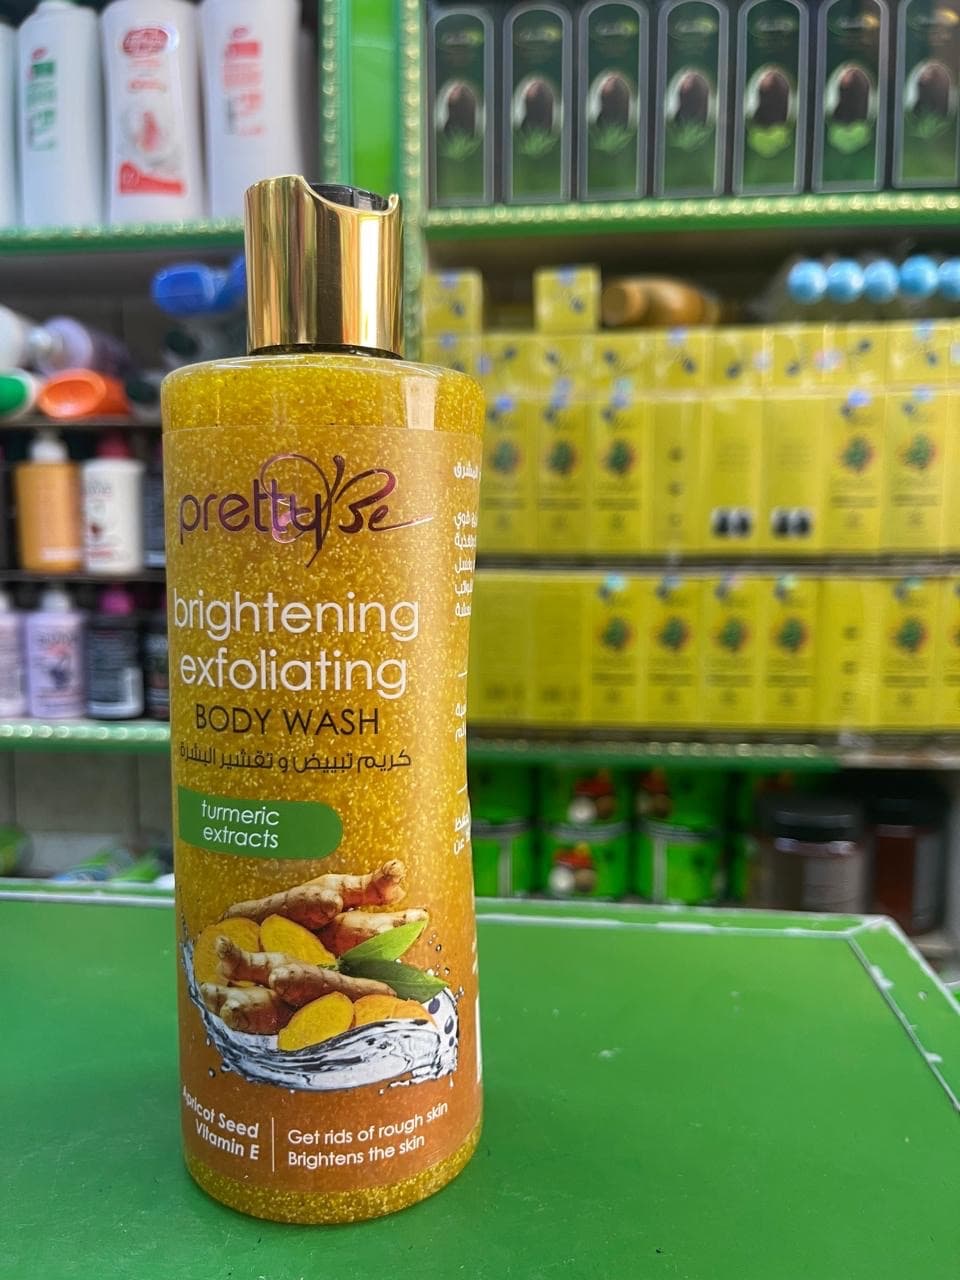 prettyBe
brightening
exfoliating
BODY WASH
كريم تبييض و تقشير البشرة
turmeric
extracts
Apricot Seed
Vitamin E
Get rids of rough skin
Brightens the skin